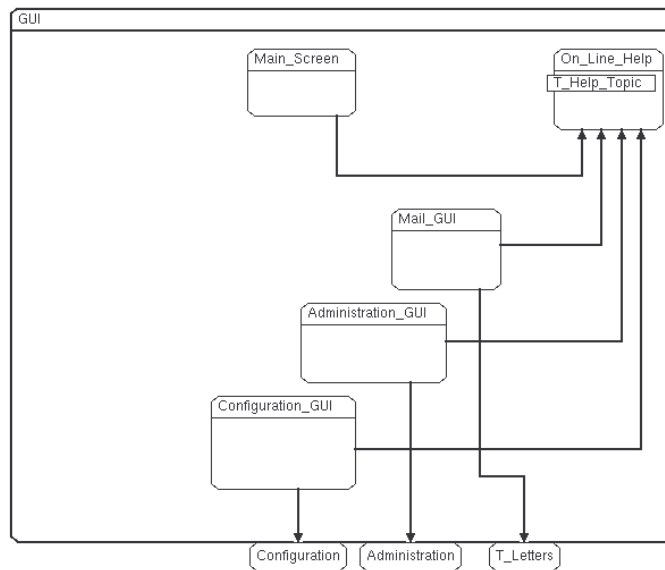 GUI
Main_Screen
On_Line_Help
T_Help_Topic
Mail_GUI
Administration_GUI
Configuration_GUI
Configuration
Administration
T_Letters